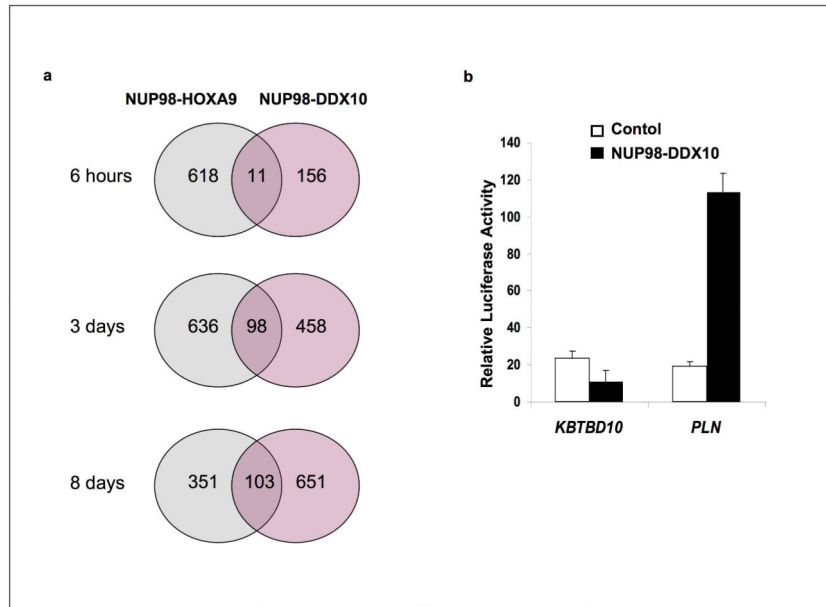 a
NUP98-HOXA9 NUP98-DDX10
6 hours 618 11 156
3 days 636 98 458
8 days 351 103 651
b
Contol
NUP98-DDX10
Relative Luciferase Activity
140
120
100
80
60
40
20
0
KBTBD10 PLN